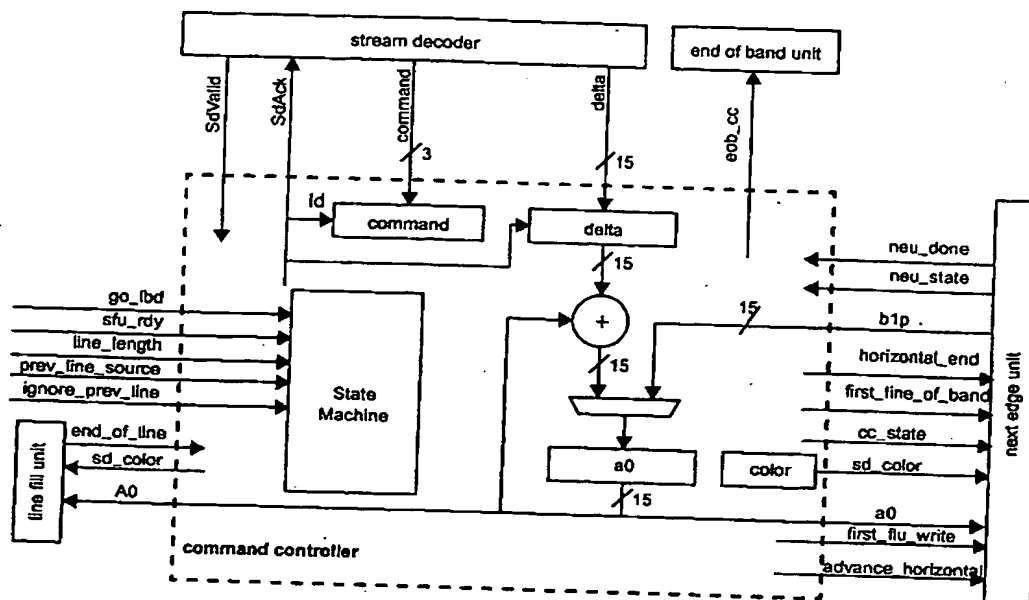 stream decoder
end of band unit
SdValid
SdAck
command
delta
eob_cc
3
15
ld
command
delta
15
neu_done
neu_state
15
b1p
go_lbd
sfu_rdy
line_length
prev_line_source
ignore_prev_line
State
Machine
+
15
horizontal_end
first_line_of_band
cc_state
next edge unit
line fill unit
end_of_line
sd_color
A0
a0
15
color
sd_color
a0
first_flu_write
advance_horizontal
command controller